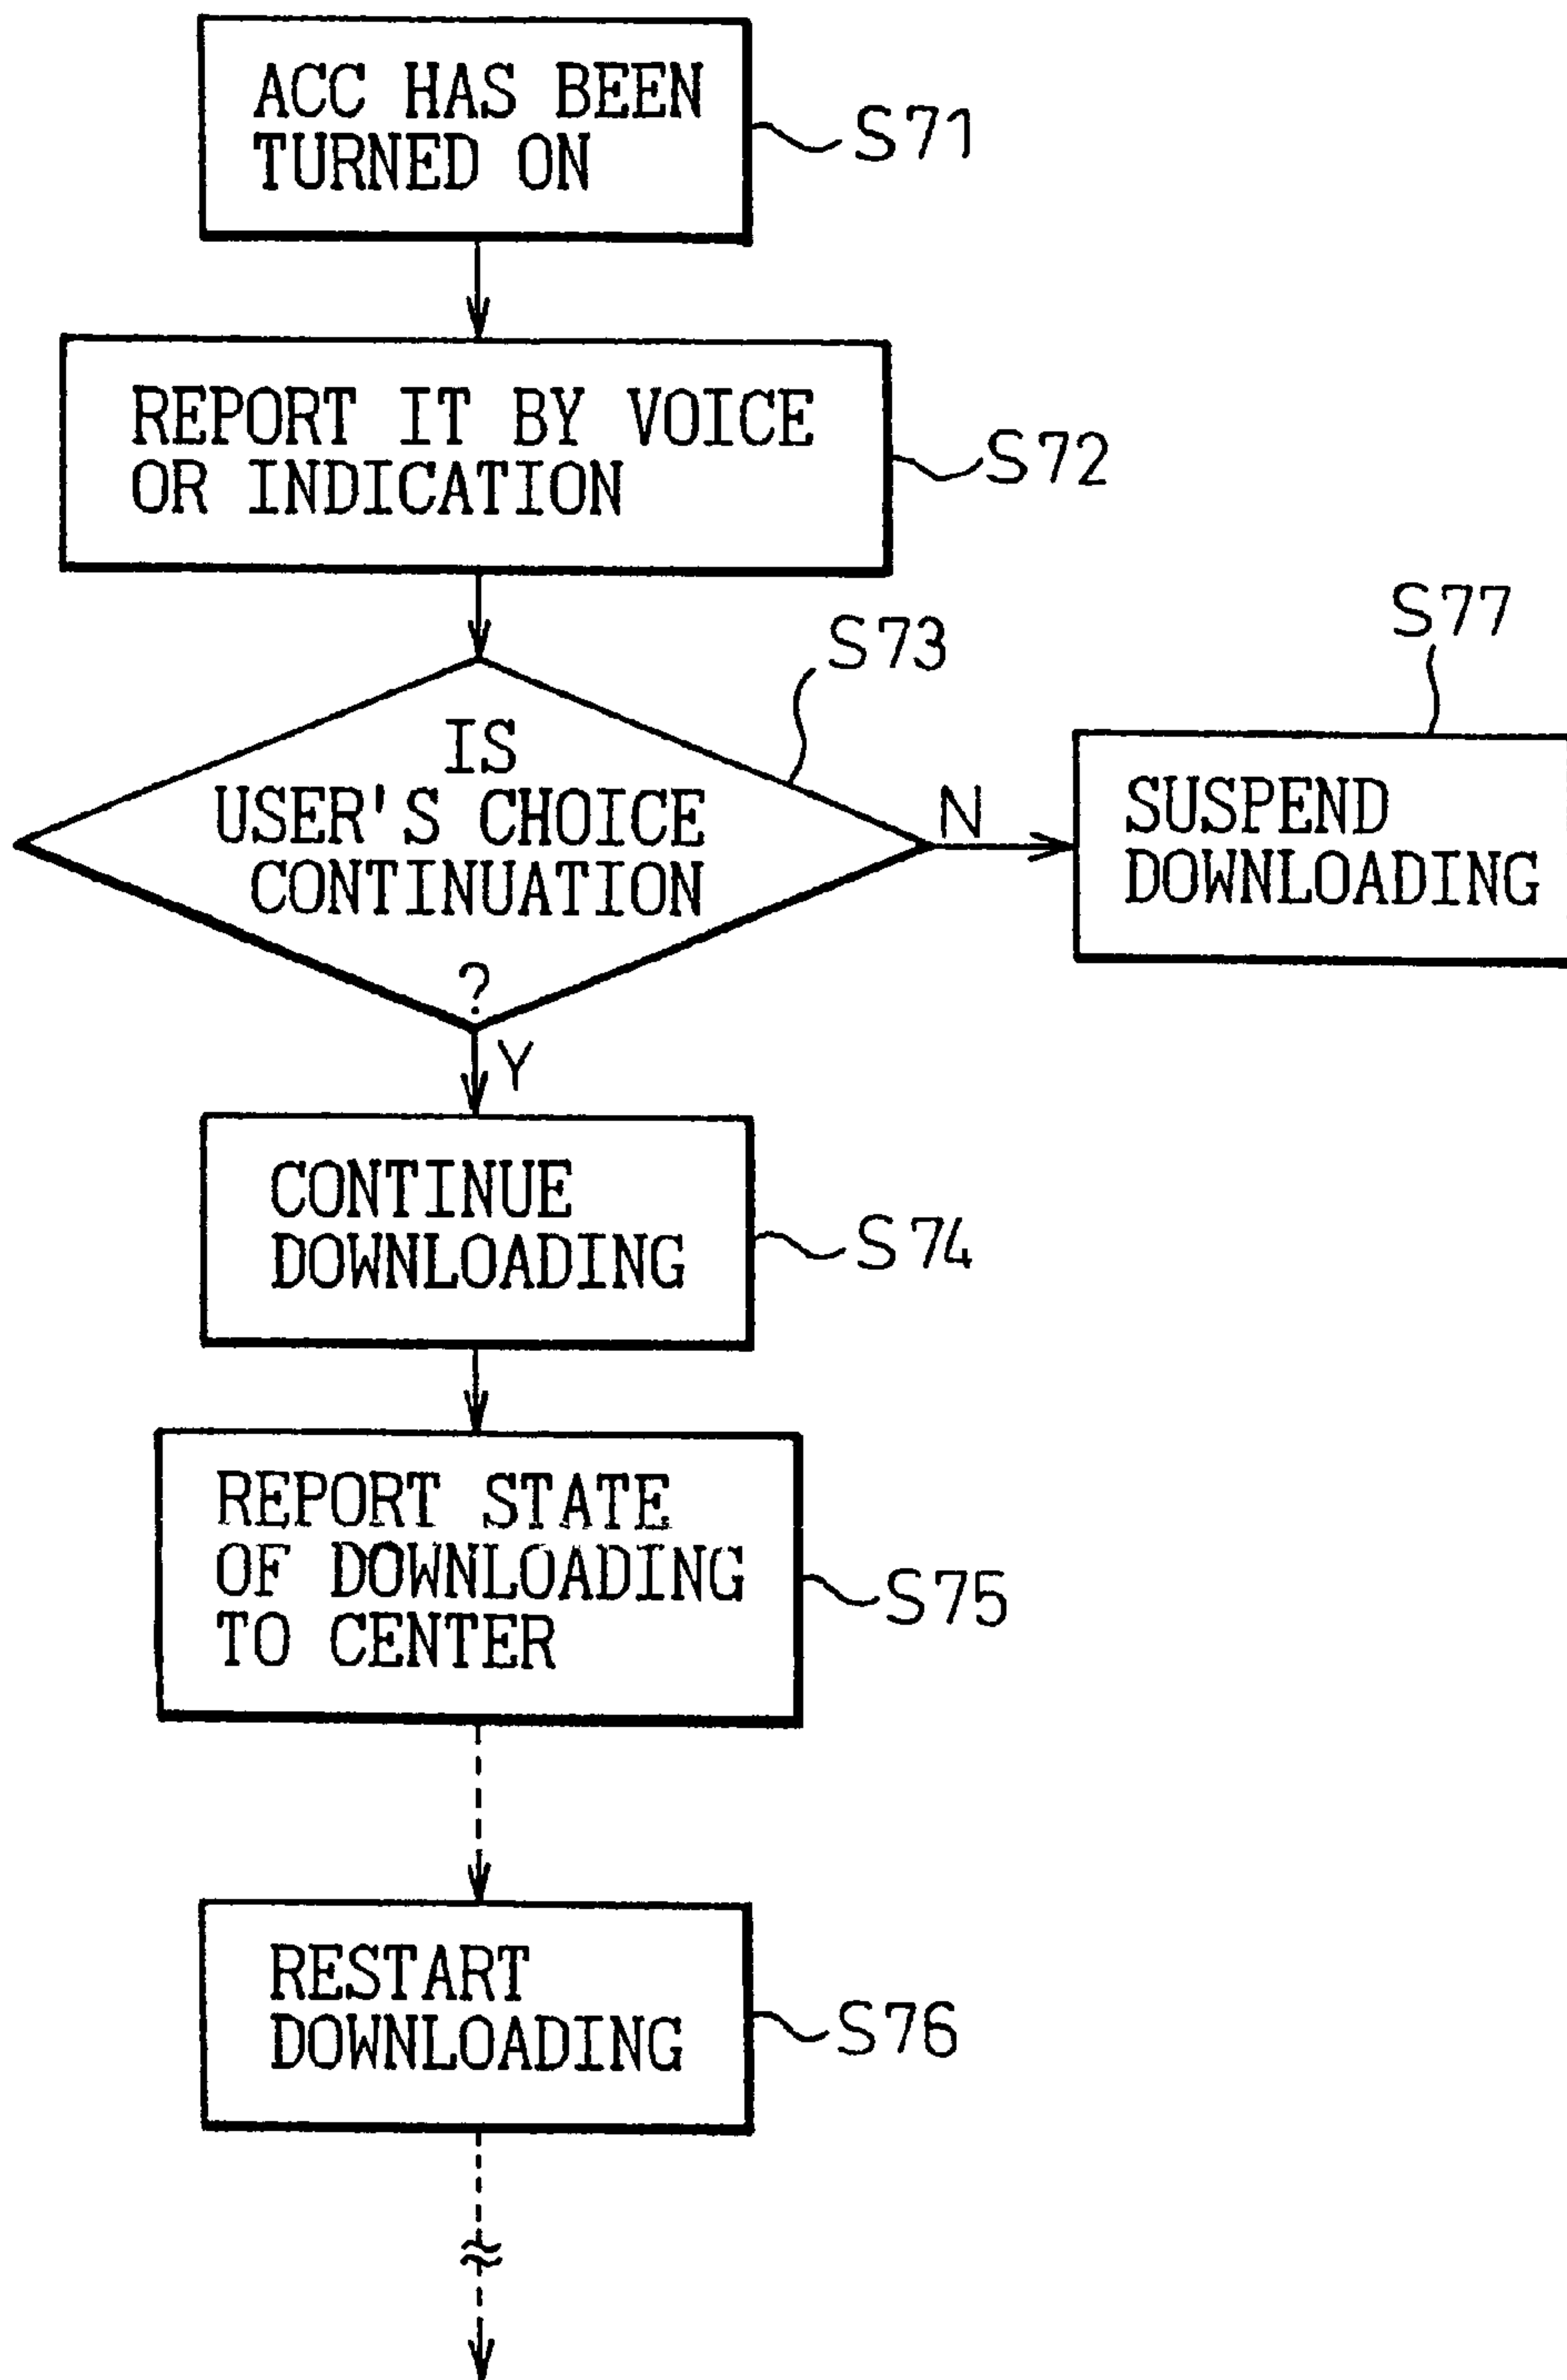 ACC HAS BEEN
TURNED ON
S71
REPORT IT BY VOICE
OR INDICATION
S72
S73
IS
USER'S CHOICE
CONTINUATION
?
N
S77
SUSPEND
DOWNLOADING
Y
CONTINUE
DOWNLOADING
S74
REPORT STATE
OF DOWNLOADING
TO CENTER
S75
RESTART
DOWNLOADING
S76